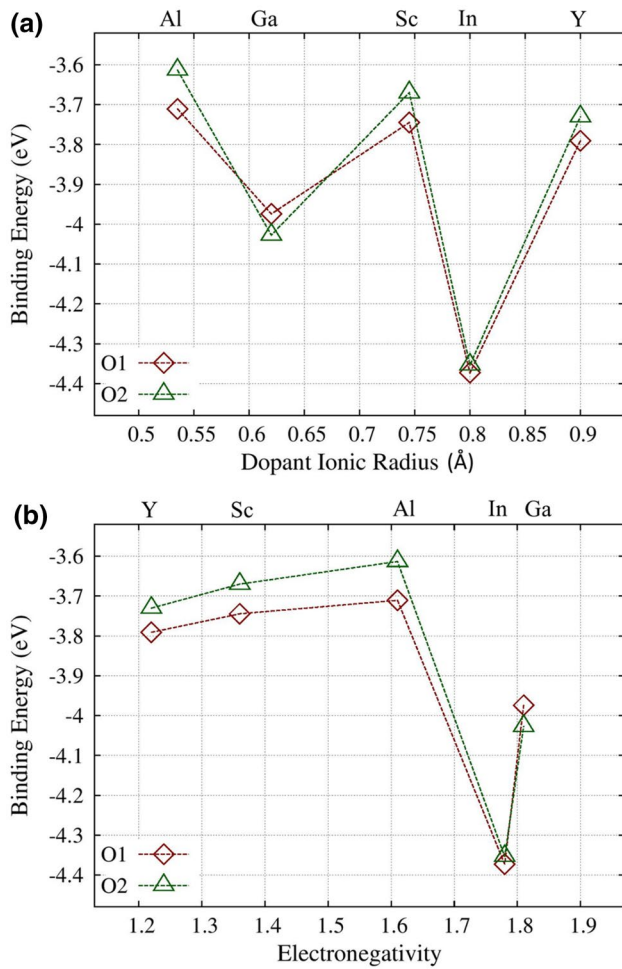 (a)
Al Ga Sc In Y
-3.6
-3.7
-3.8
-3.9
-4
-4.1
-4.2
-4.3
-4.4
Binding Energy (eV)
O1
O2
0.5 0.55 0.6 0.65 0.7 0.75 0.8 0.85 0.9
Dopant Ionic Radius (Å)
(b)
Y Sc Al In Ga
-3.6
-3.7
-3.8
-3.9
-4
-4.1
-4.2
-4.3
-4.4
Binding Energy (eV)
O1
O2
1.2 1.3 1.4 1.5 1.6 1.7 1.8 1.9
Electronegativity